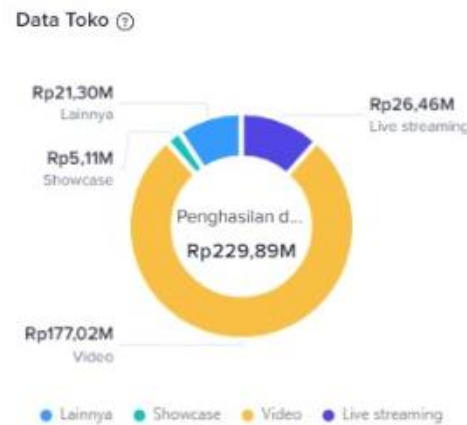 Data Toko ?
Rp21,30M
Lainnya
Rp26,46M
Live streaming
Rp5,11M
Showcase
Penghasilan d...
Rp229,89M
Rp177,02M
Video
Lainnya Showcase Video Live streaming